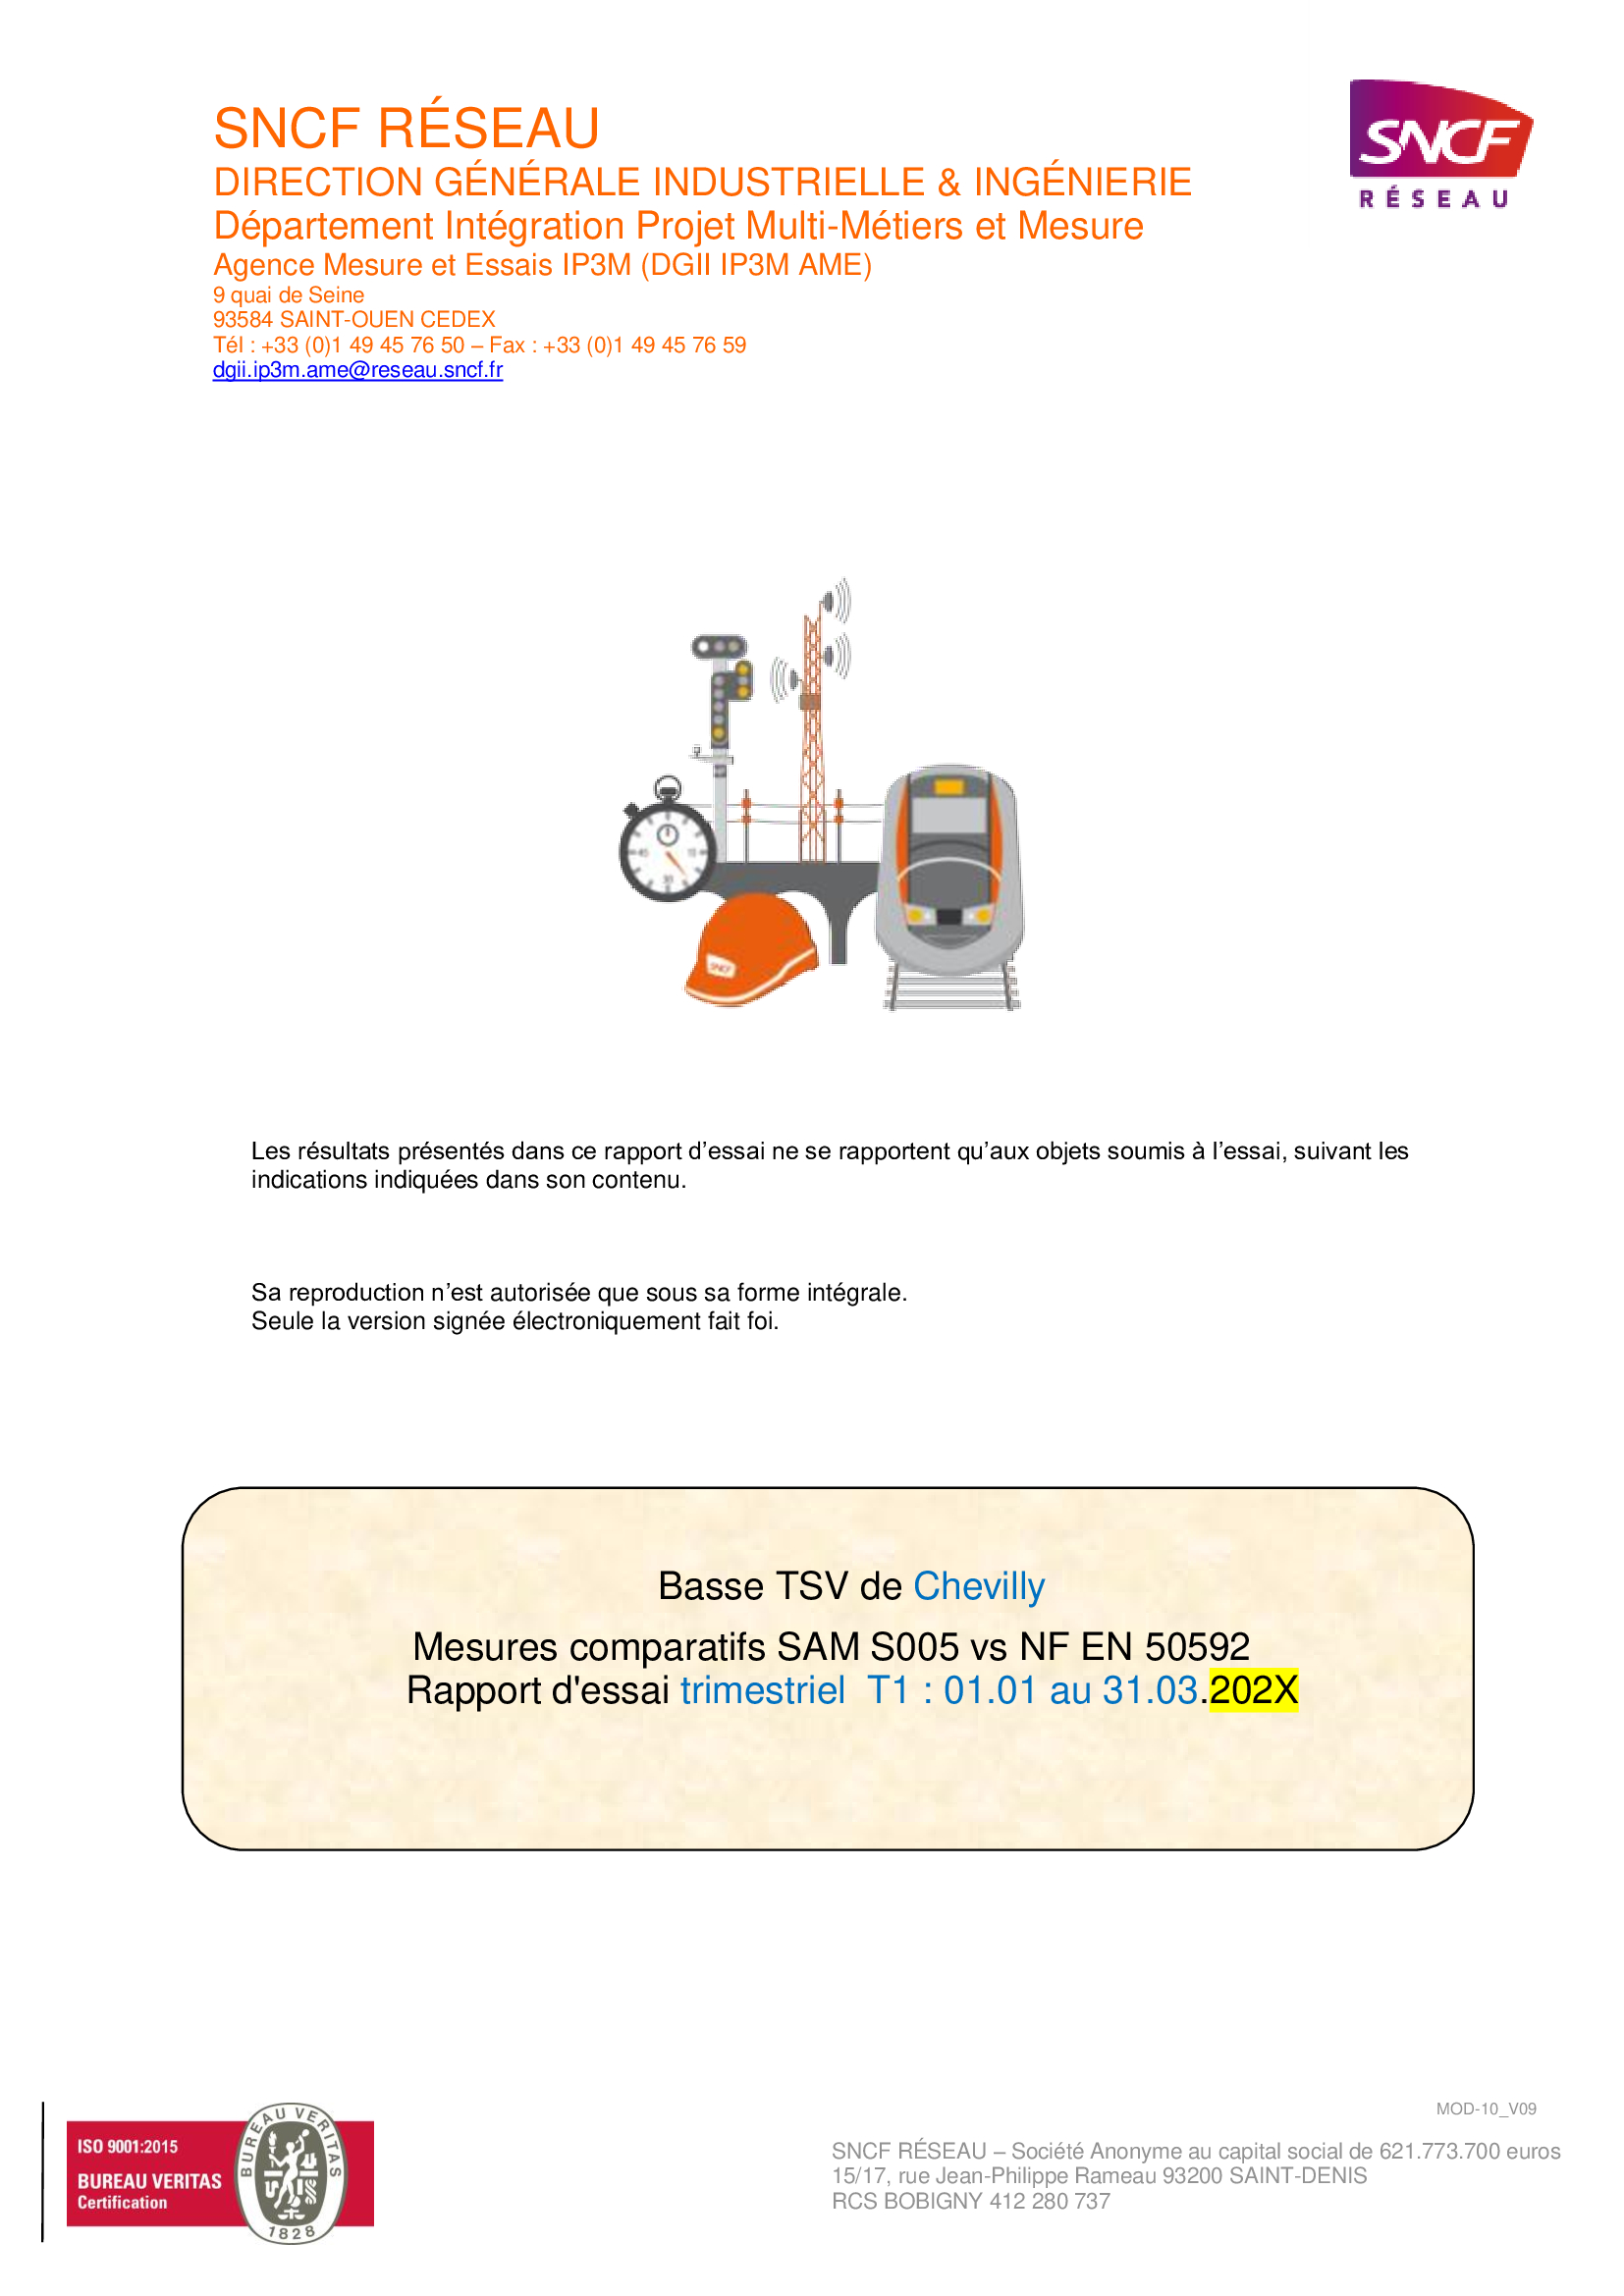 SNCF RÉSEAU
DIRECTION GÉNÉRALE INDUSTRIELLE & INGÉNIERIE
Département Intégration Projet Multi-Métiers et Mesure
Agence Mesure et Essais IP3M (DGII IP3M AME)
9 quai de Seine
93584 SAINT-OUEN CEDEX
Tél : +33 (0)1 49 45 76 50 – Fax : +33 (0)1 49 45 76 59
dgii.ip3m.ame@reseau.sncf.fr
SNCF
RÉSEAU
45
15
30
SNCF
Les résultats présentés dans ce rapport d’essai ne se rapportent qu’aux objets soumis à l’essai, suivant les
indications indiquées dans son contenu.
Sa reproduction n’est autorisée que sous sa forme intégrale.
Seule la version signée électroniquement fait foi.
Basse TSV de Chevilly
Mesures comparatifs SAM S005 vs NF EN 50592
Rapport d'essai trimestriel T1 : 01.01 au 31.03.202X
MOD-10_V09
ISO 9001:2015
BUREAU VERITAS
Certification
BUREAU VERITAS
1828
SNCF RÉSEAU – Société Anonyme au capital social de 621.773.700 euros
15/17, rue Jean-Philippe Rameau 93200 SAINT-DENIS
RCS BOBIGNY 412 280 737